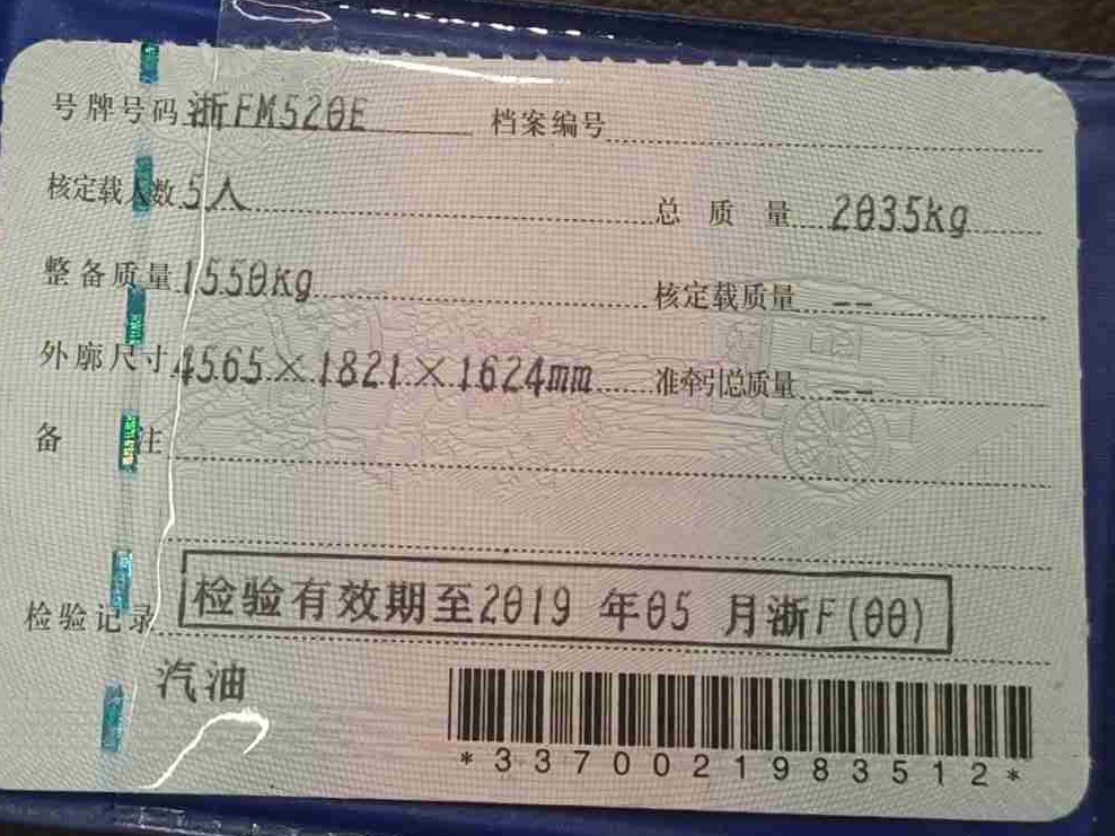 号牌号码 浙FM520E 档案编号
核定载人数 5人 总质量 2035kg
整备质量 1550kg 核定载质量 --
外廓尺寸 4565×1821×1624mm 准牵引总质量 --
备注
检验记录 检验有效期至2019 年05 月浙F(00)
汽油
*3370021983512*